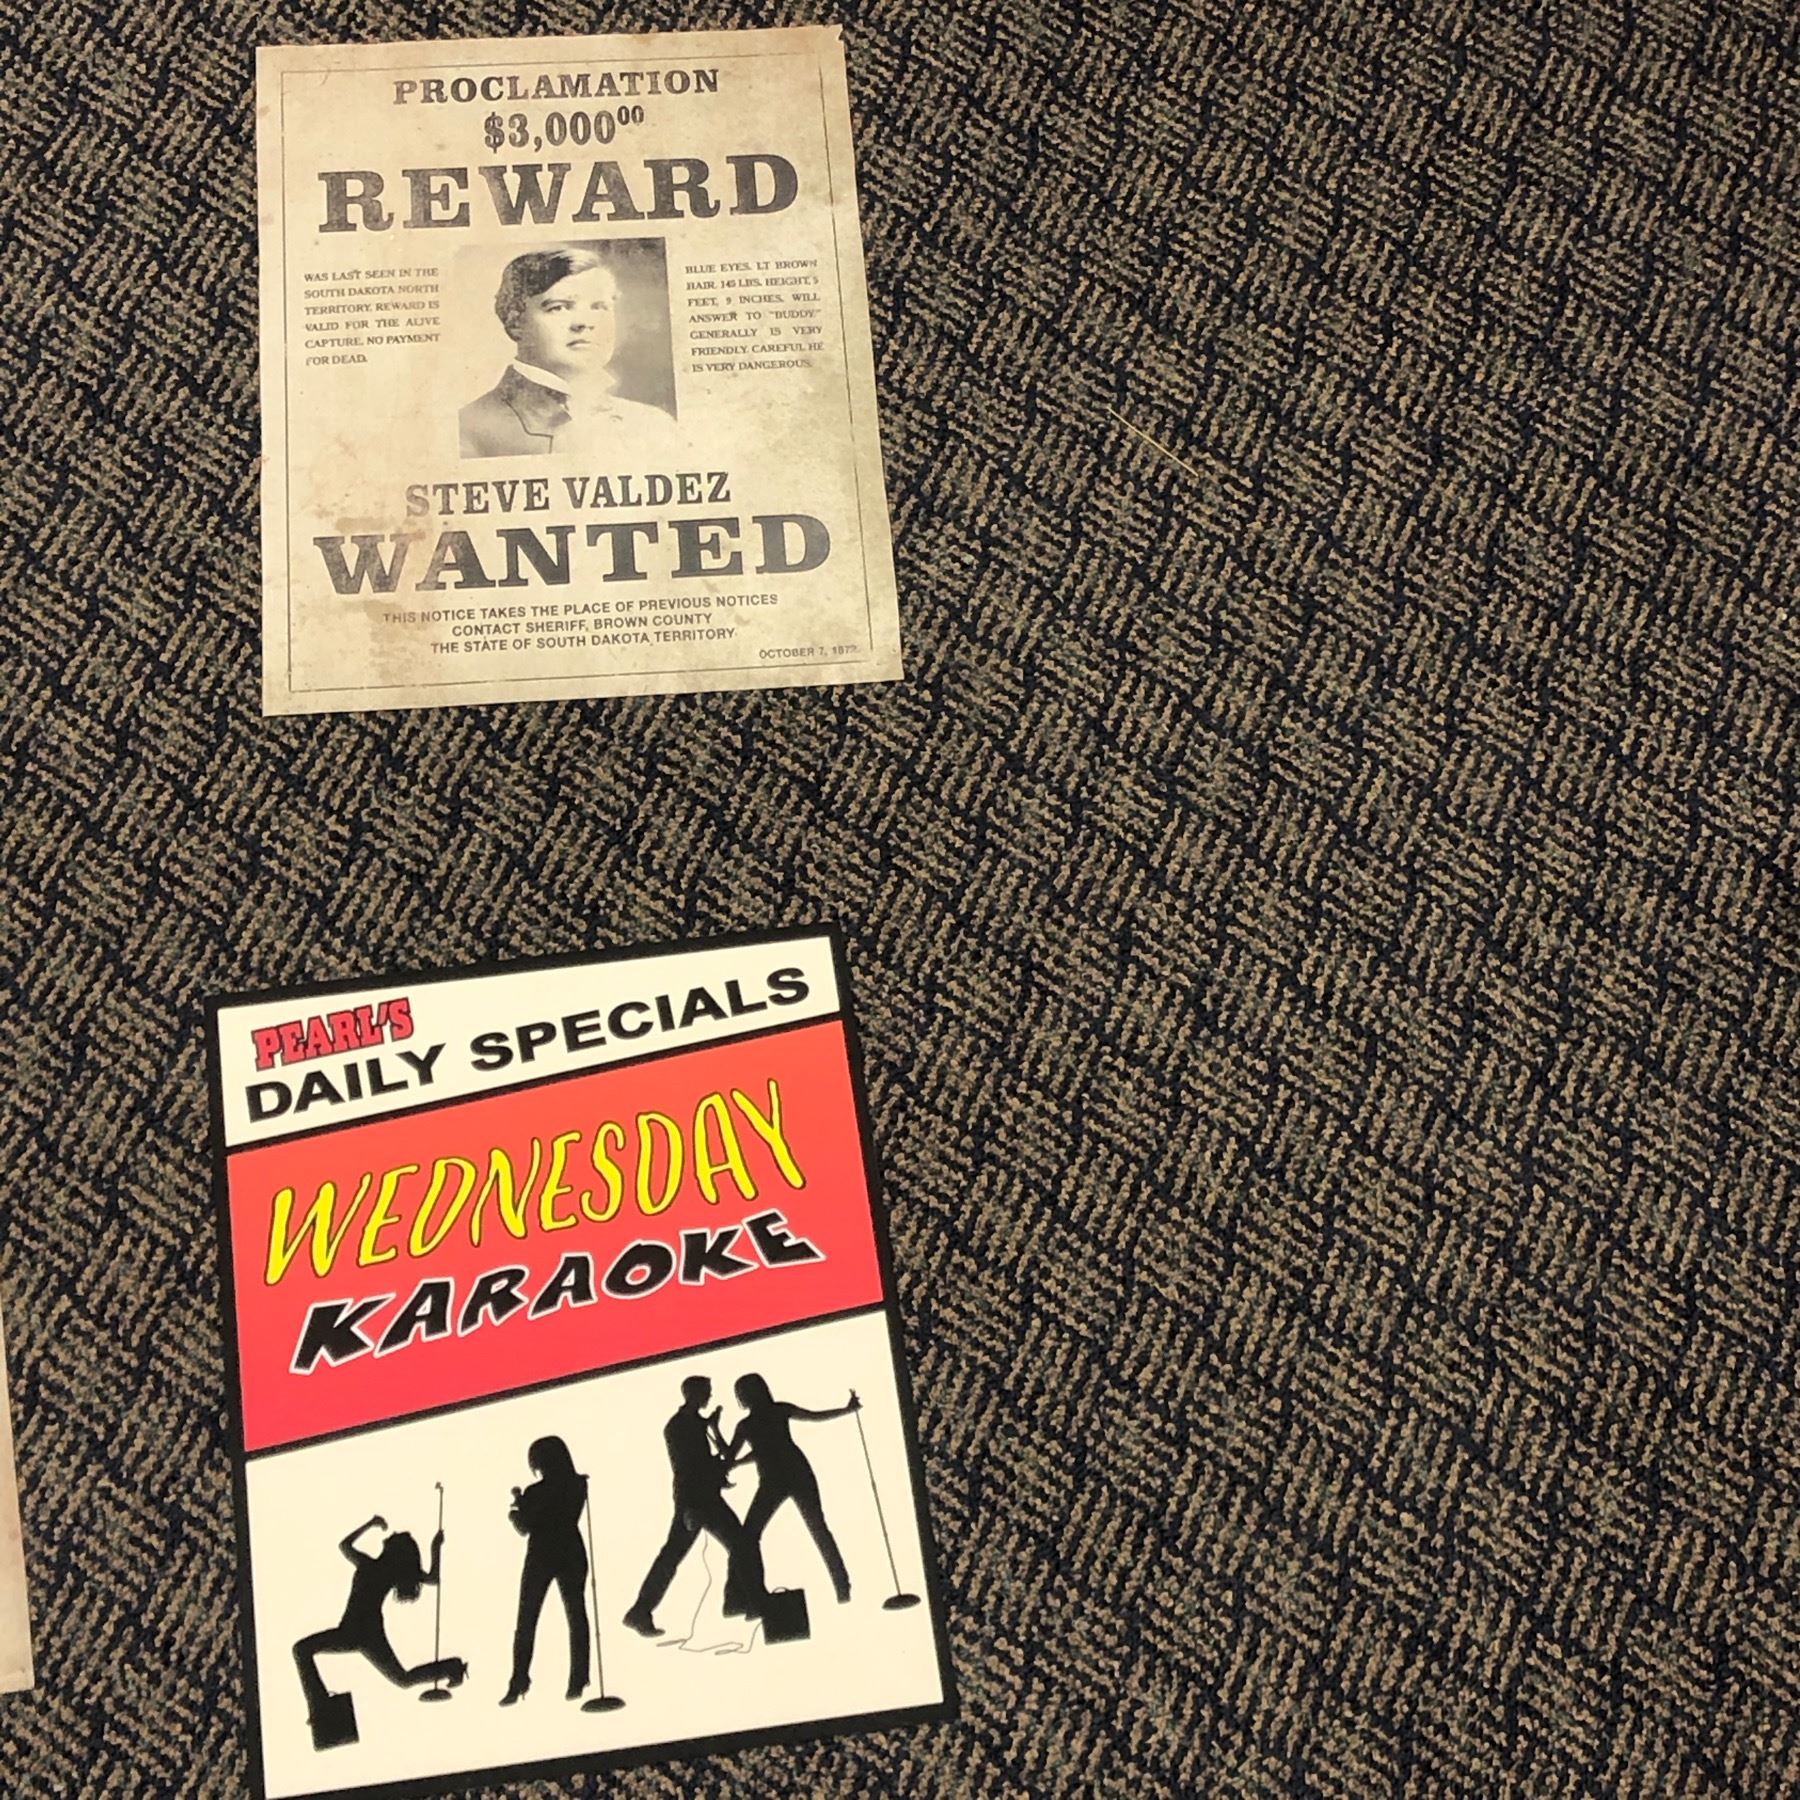 PROCLAMATION
$3,000⁰⁰
REWARD
WAS LAST SEEN IN THE
SOUTH DAKOTA NORTH
TERRITORY. REWARD IS
VALID FOR THE ALIVE
CAPTURE. NO PAYMENT
FOR DEAD.
BLUE EYES. LT BROWN
HAIR. 145 LBS. HEIGHT, 5
FEET, 9 INCHES. WILL
ANSWER TO "BUDDY."
GENERALLY IS VERY
FRIENDLY. CAREFUL HE
IS VERY DANGEROUS.
STEVE VALDEZ
WANTED
THIS NOTICE TAKES THE PLACE OF PREVIOUS NOTICES
CONTACT SHERIFF, BROWN COUNTY
THE STATE OF SOUTH DAKOTA TERRITORY.
OCTOBER 7,
PEARL'S
DAILY SPECIALS
WEDNESDAY
KARAOKE